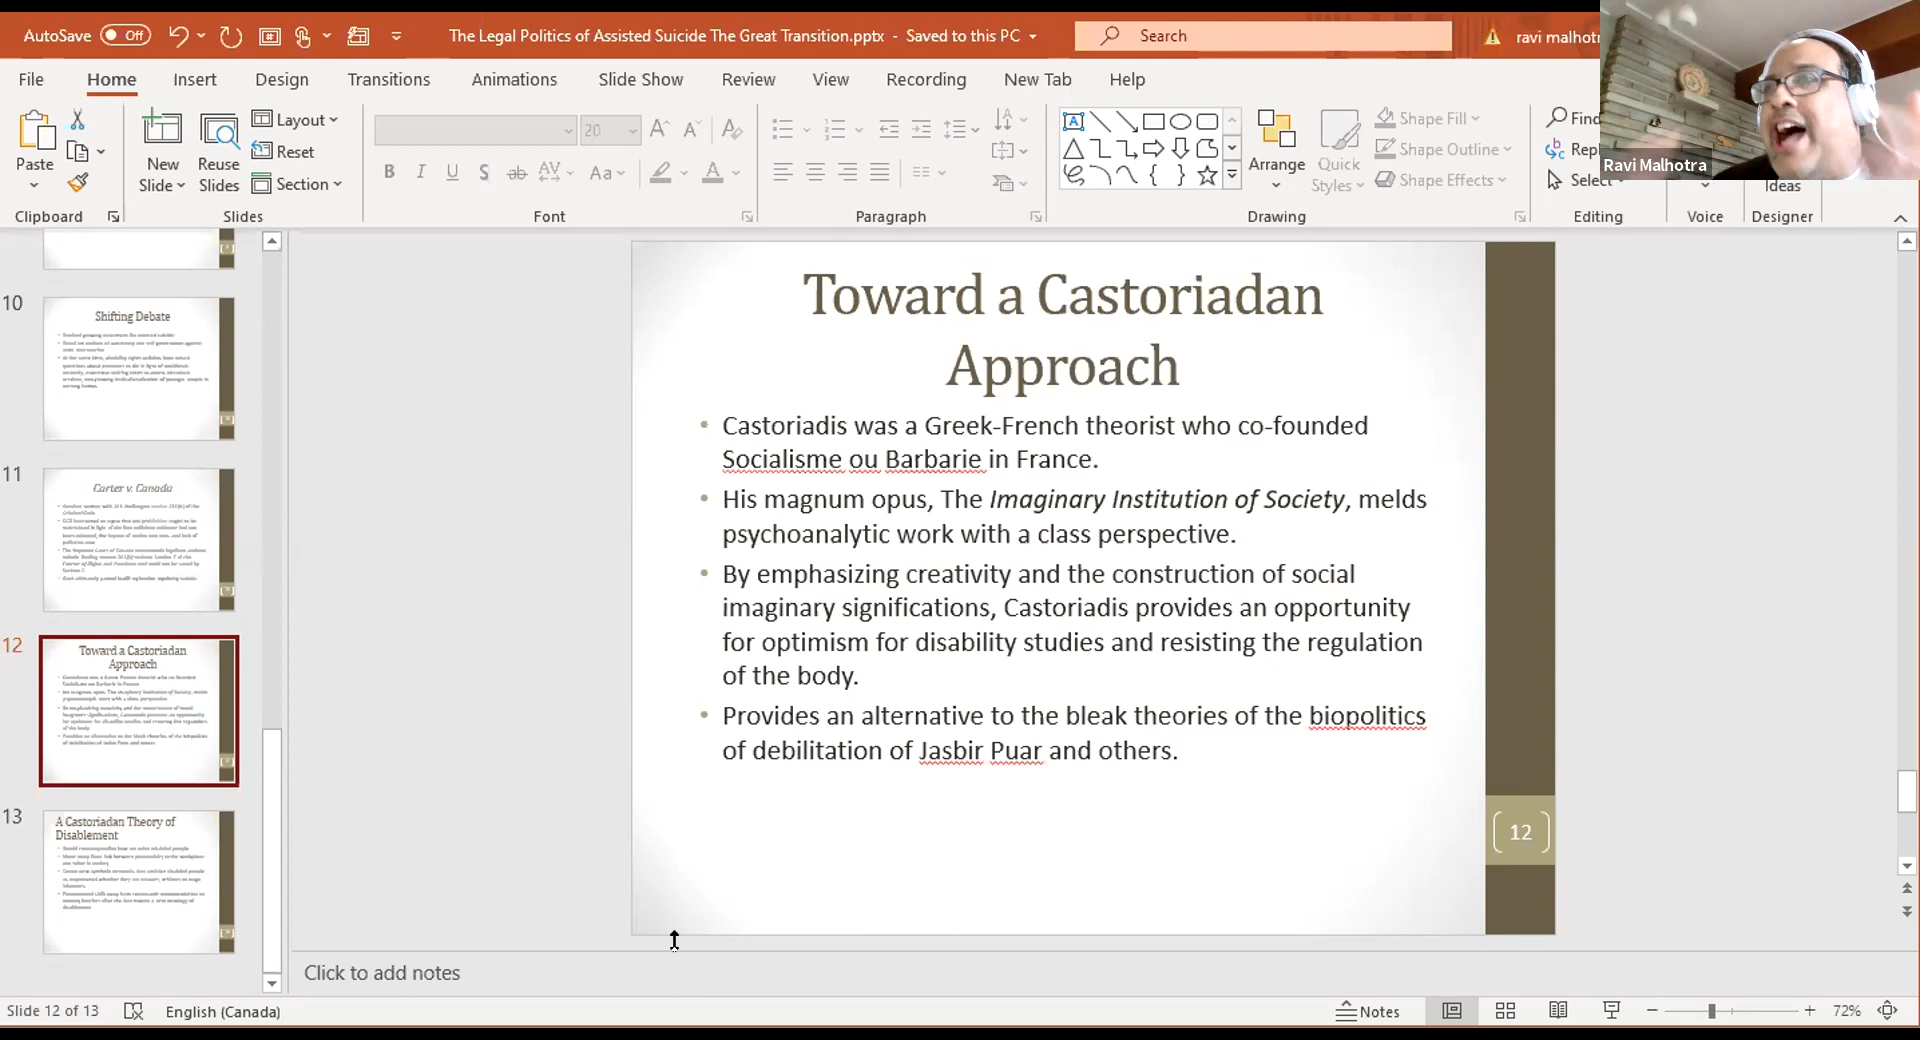 AutoSave Off The Legal Politics of Assisted Suicide The Great Transition.pptx - Saved to this PC Search ravi malhotr
File Home Insert Design Transitions Animations Slide Show Review View Recording New Tab Help
Paste
New Slide
Reuse Slides
Layout
Reset
Section
20
B I U S ab AV Aa A
Arrange
Quick Styles
Shape Fill
Shape Outline
Shape Effects
Find
Repl
Select
Ideas
Clipboard Slides Font Paragraph Drawing Editing Voice Designer
Ravi Malhotra
10
Shifting Debate
11
Carter v. Canada
12
Toward a Castoriadan
Approach
13
A Castoriadan Theory of
Disablement
Toward a Castoriadan
Approach
• Castoriadis was a Greek-French theorist who co-founded
Socialisme ou Barbarie in France.
• His magnum opus, The Imaginary Institution of Society, melds
psychoanalytic work with a class perspective.
• By emphasizing creativity and the construction of social
imaginary significations, Castoriadis provides an opportunity
for optimism for disability studies and resisting the regulation
of the body.
• Provides an alternative to the bleak theories of the biopolitics
of debilitation of Jasbir Puar and others.
12
Click to add notes
Slide 12 of 13 English (Canada) Notes 72%